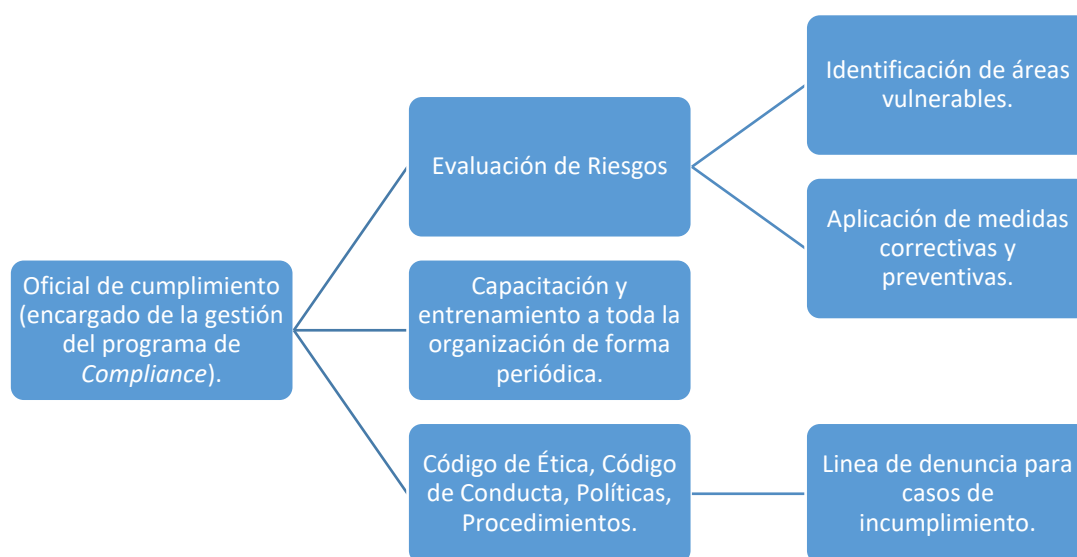 Oficial de cumplimiento
(encargado de la gestión
del programa de
Compliance).
Evaluación de Riesgos
Identificación de áreas
vulnerables.
Aplicación de medidas
correctivas y
preventivas.
Capacitación y
entrenamiento a toda la
organización de forma
periódica.
Código de Ética, Código
de Conducta, Políticas,
Procedimientos.
Linea de denuncia para
casos de
incumplimiento.